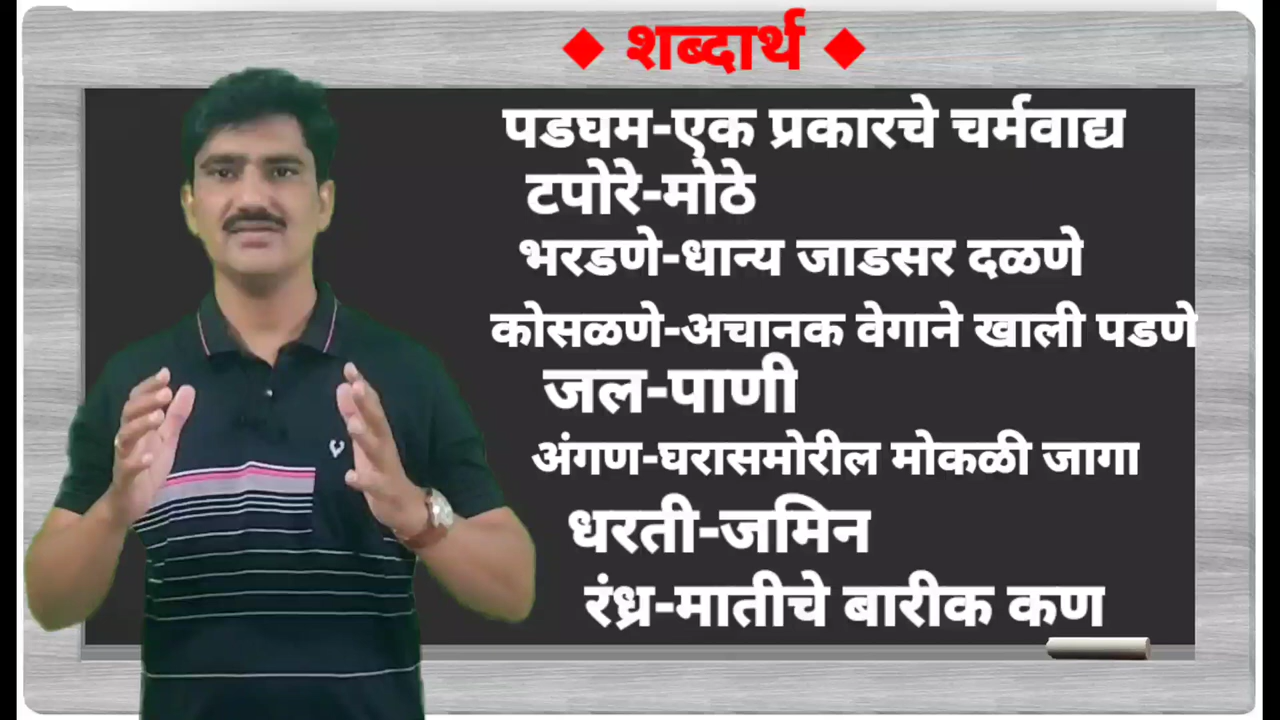 ◆ शब्दार्थ ◆
पडघम-एक प्रकारचे चर्मवाद्य
टपोरे-मोठे
भरडणे-धान्य जाडसर दळणे
कोसळणे-अचानक वेगाने खाली पडणे
जल-पाणी
अंगण-घरासमोरील मोकळी जागा
धरती-जमिन
रंध्र-मातीचे बारीक कण